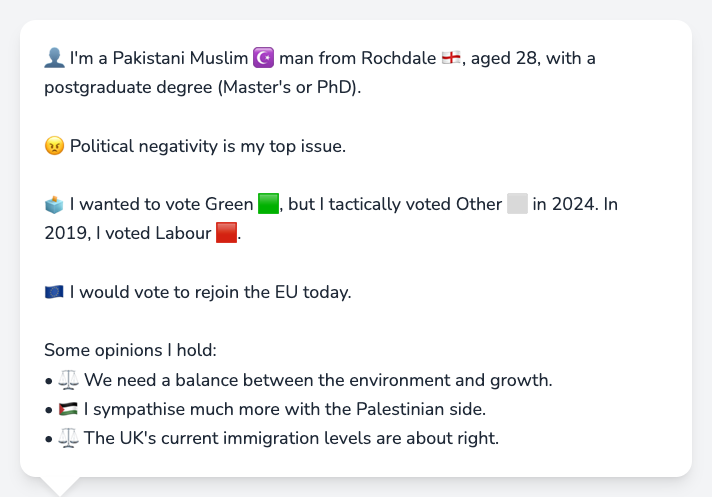 👤 I'm a Pakistani Muslim ☪️ man from Rochdale 🏴󠁧󠁢󠁥󠁮󠁧󠁿, aged 28, with a
postgraduate degree (Master's or PhD).
😠 Political negativity is my top issue.
🗳️ I wanted to vote Green 🟩, but I tactically voted Other ⬜ in 2024. In
2019, I voted Labour 🟥.
🇪🇺 I would vote to rejoin the EU today.
Some opinions I hold:
• ⚖️ We need a balance between the environment and growth.
• 🇵🇸 I sympathise much more with the Palestinian side.
• ⚖️ The UK's current immigration levels are about right.